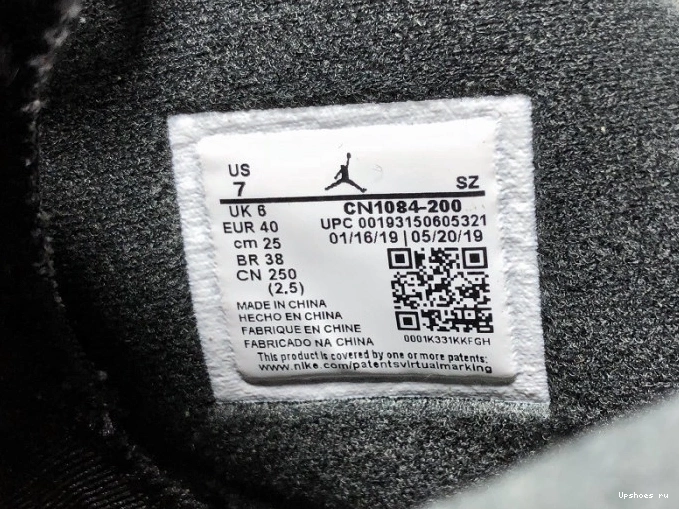 US
7
SZ
UK 6
EUR 40
cm 25
BR 38
CN 250
(2.5)
CN1084-200
UPC 00193150605321
01/16/19 | 05/20/19
MADE IN CHINA
HECHO EN CHINA
FABRIQUE EN CHINE
FABRICADO NA CHINA
0001K331KKFGH
This product is covered by one or more patents:
www.nike.com/patentsvirtualmarking
Upshoes ru